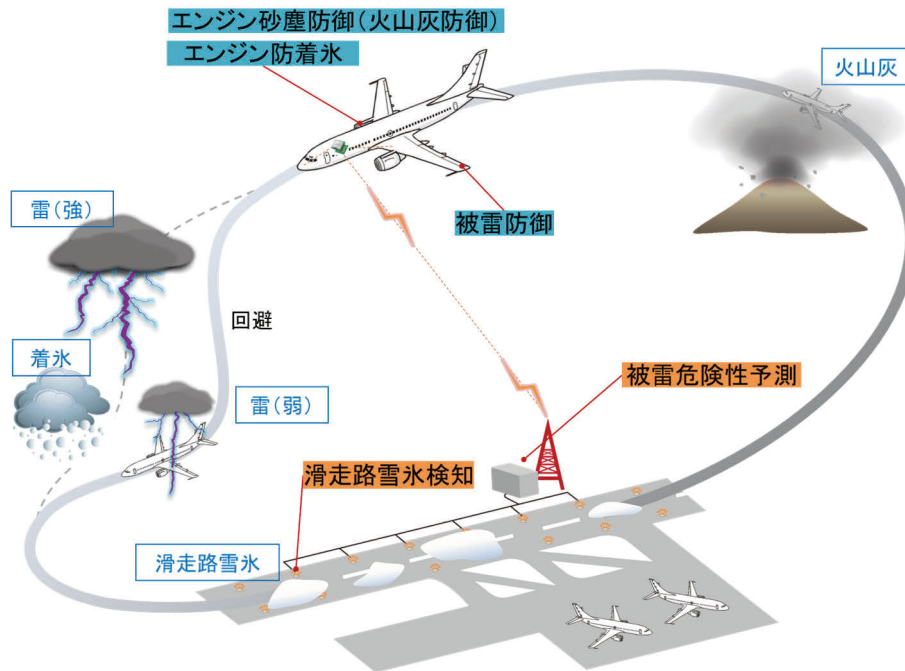 エンジン砂塵防御(火山灰防御)
エンジン防着氷
火山灰
雷(強)
被雷防御
回避
着氷
雷(弱)
被雷危険性予測
滑走路雪氷検知
滑走路雪氷